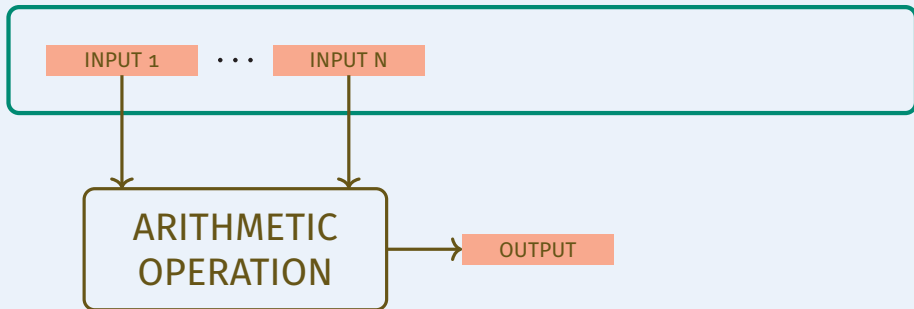 INPUT 1 ... INPUT N
ARITHMETIC
OPERATION
OUTPUT